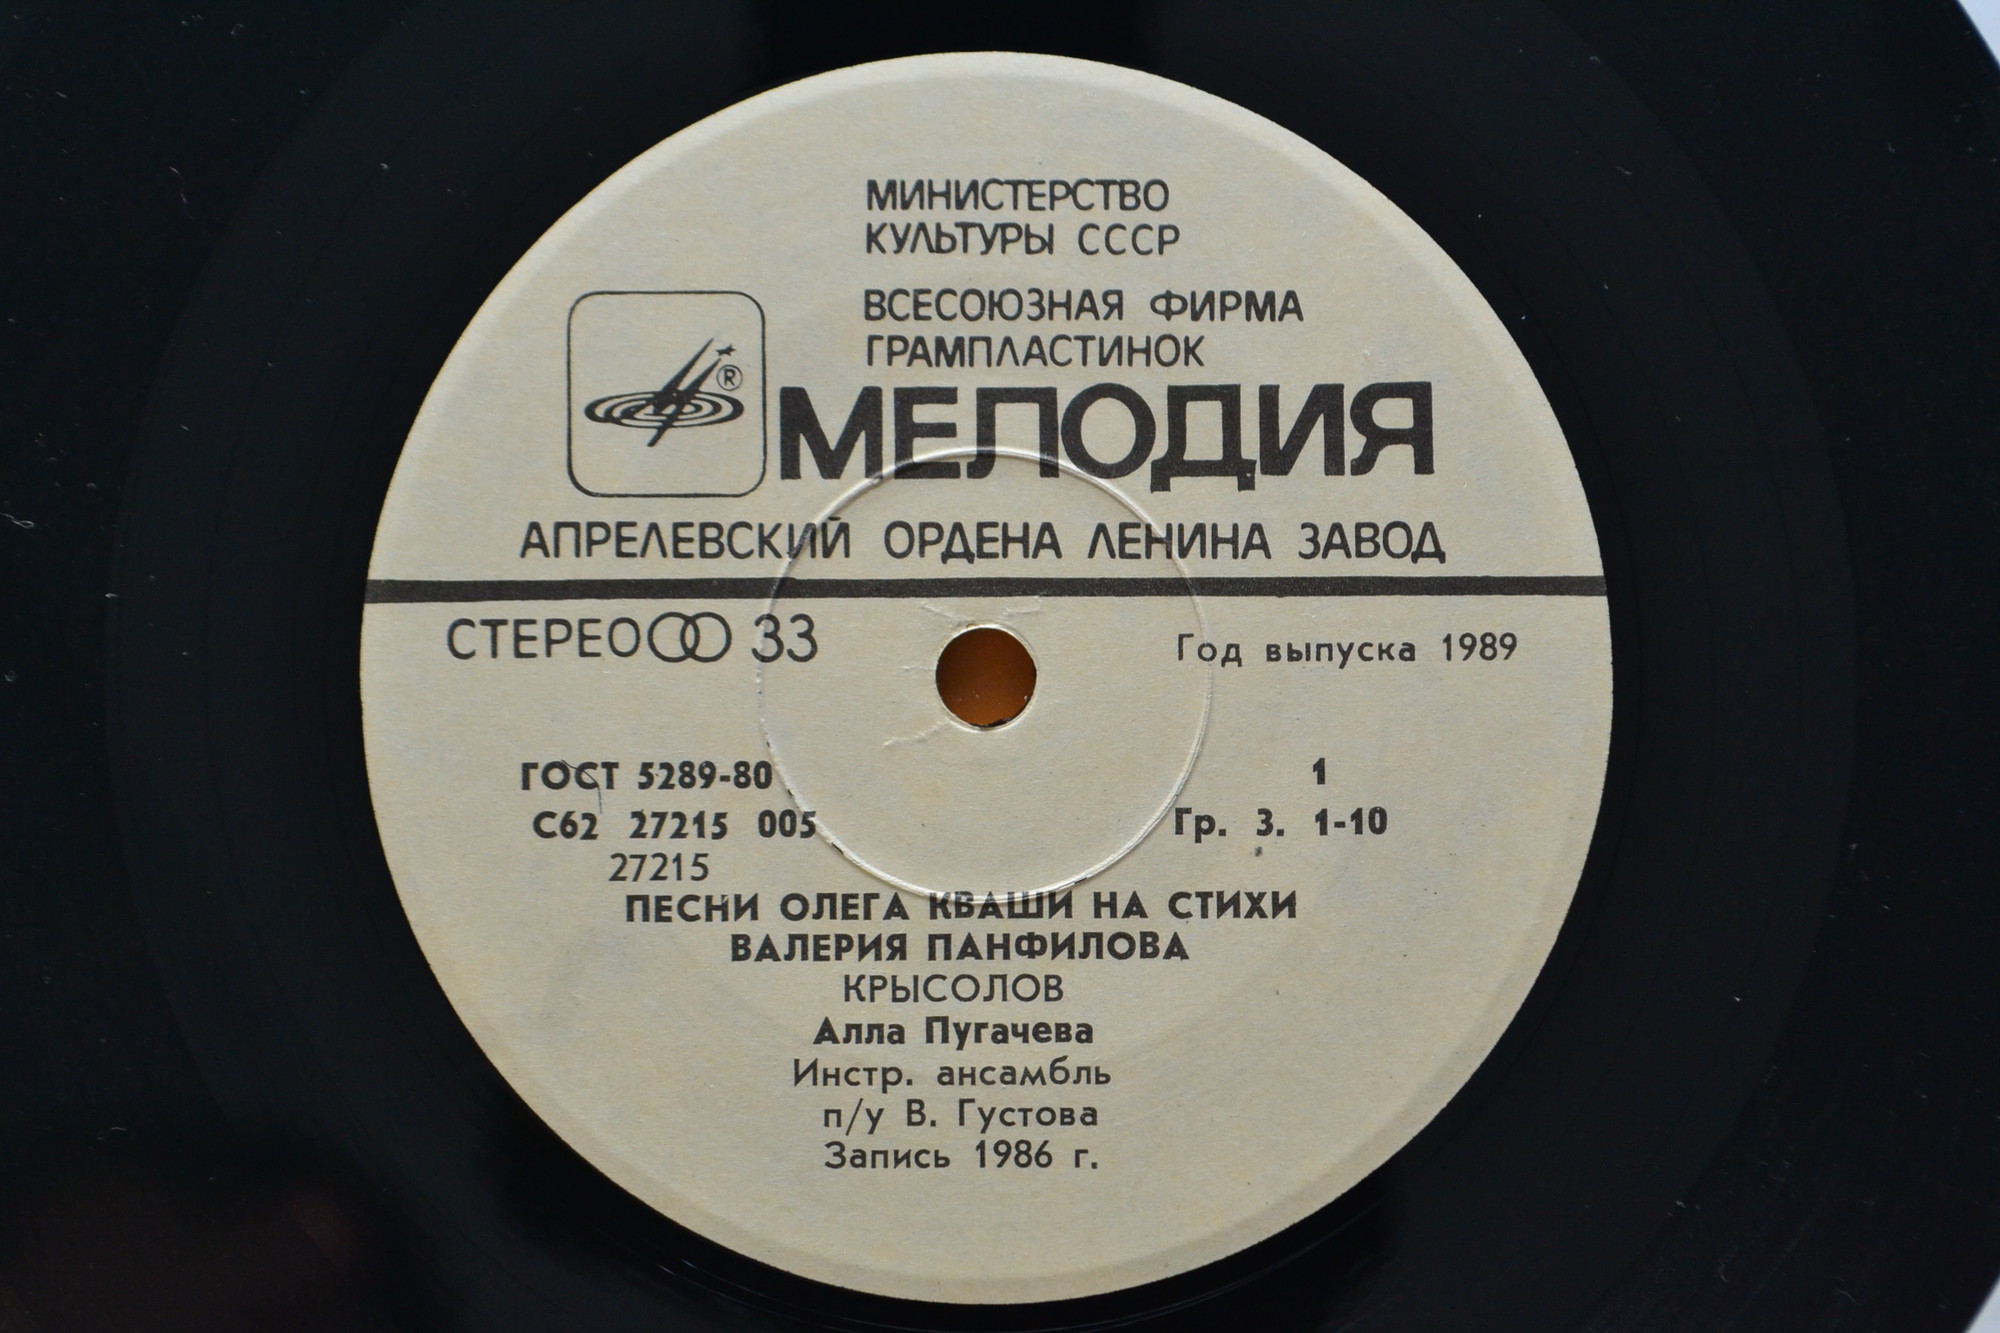 МИНИСТЕРСТВО
КУЛЬТУРЫ СССР
ВСЕСОЮЗНАЯ ФИРМА
ГРАМПЛАСТИНОК
®
МЕЛОДИЯ
АПРЕЛЕВСКИЙ ОРДЕНА ЛЕНИНА ЗАВОД
СТЕРЕО 33
Год выпуска 1989
ГОСТ 5289-80
1
С62 27215 005
Гр. 3. 1-10
27215
ПЕСНИ ОЛЕГА КВАШИ НА СТИХИ
ВАЛЕРИЯ ПАНФИЛОВА
КРЫСОЛОВ
Алла Пугачева
Инстр. ансамбль
п/у В. Густова
Запись 1986 г.